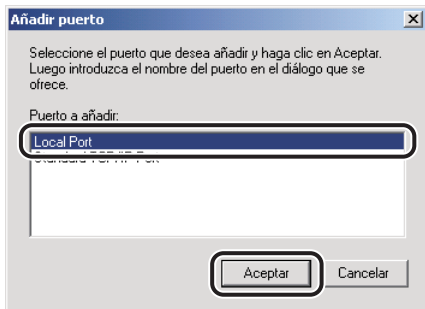 Añadir puerto
Seleccione el puerto que desea añadir y haga clic en Aceptar.
Luego introduzca el nombre del puerto en el diálogo que se
ofrece.
Puerto a añadir:
Local Port
Aceptar
Cancelar